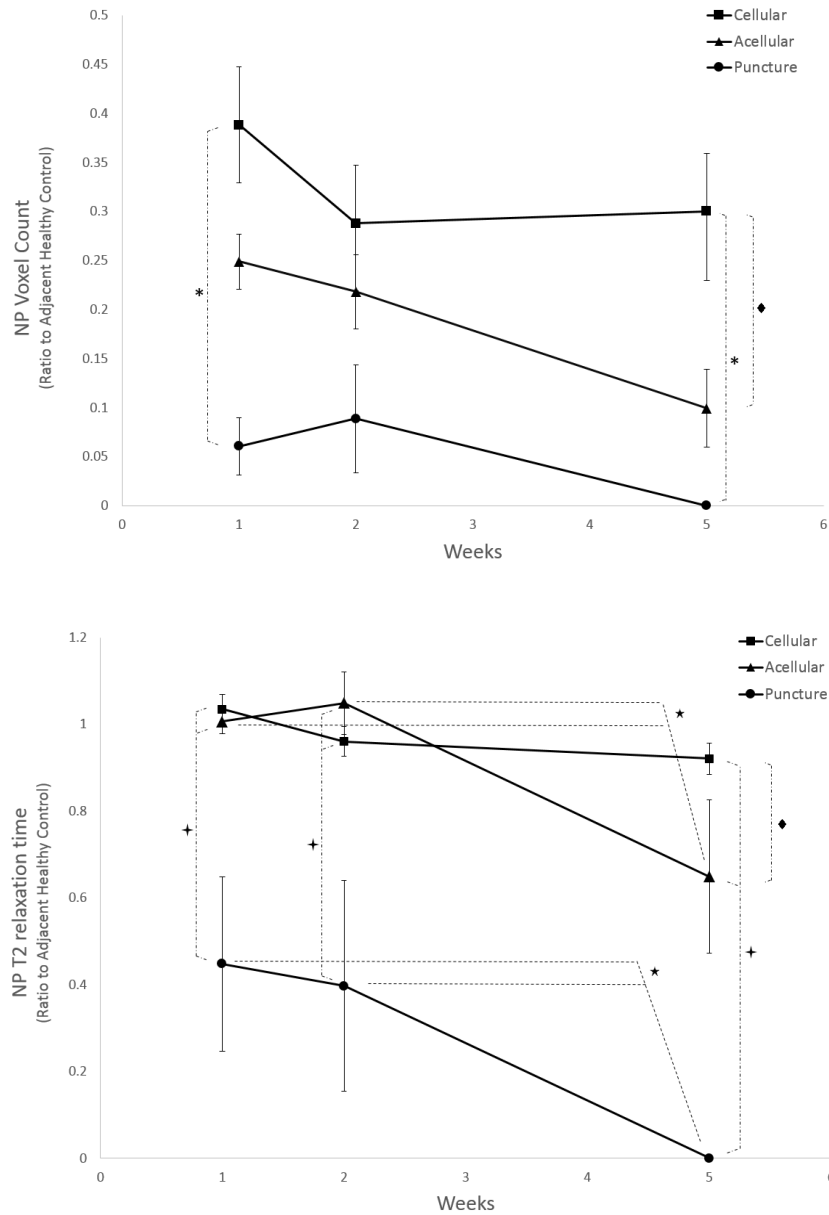 0.5
0.45
0.4
0.35
0.3
0.25
0.2
0.15
0.1
0.05
0
NP Voxel Count
(Ratio to Adjacent Healthy Control)
Cellular
Acellular
Puncture
*
*
0 1 2 3 4 5 6
Weeks
1.2
1
0.8
0.6
0.4
0.2
0
NP T2 relaxation time
(Ratio to Adjacent Healthy Control)
Cellular
Acellular
Puncture
0 1 2 3 4 5 6
Weeks